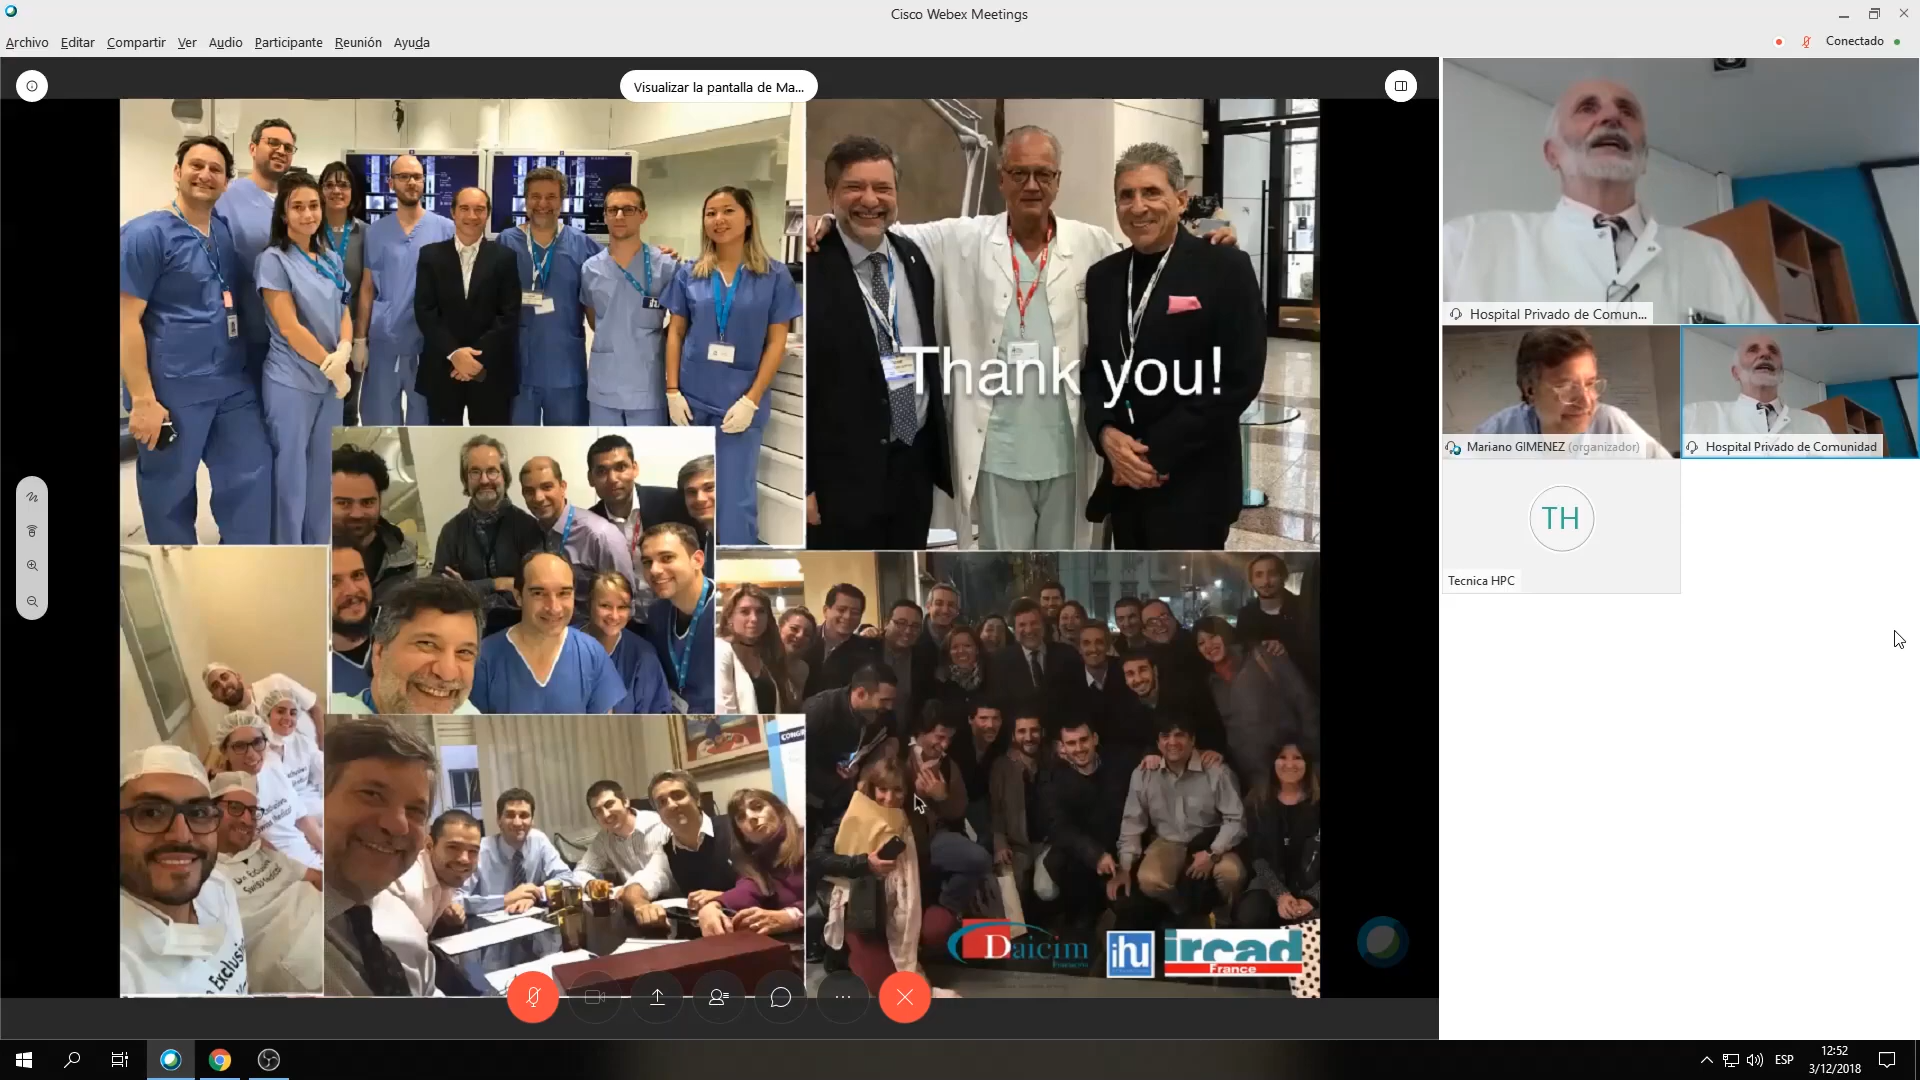 Cisco Webex Meetings
Archivo Editar Compartir Ver Audio Participante Reunión Ayuda
Conectado
Visualizar la pantalla de Ma...
Thank you!
Hospital Privado de Comun...
Mariano GIMENEZ (organizador)
Hospital Privado de Comunidad
TH
Tecnica HPC
CONGR
ihu
Daicim
ihu
ircad
France
ESP
12:52
3/12/2018